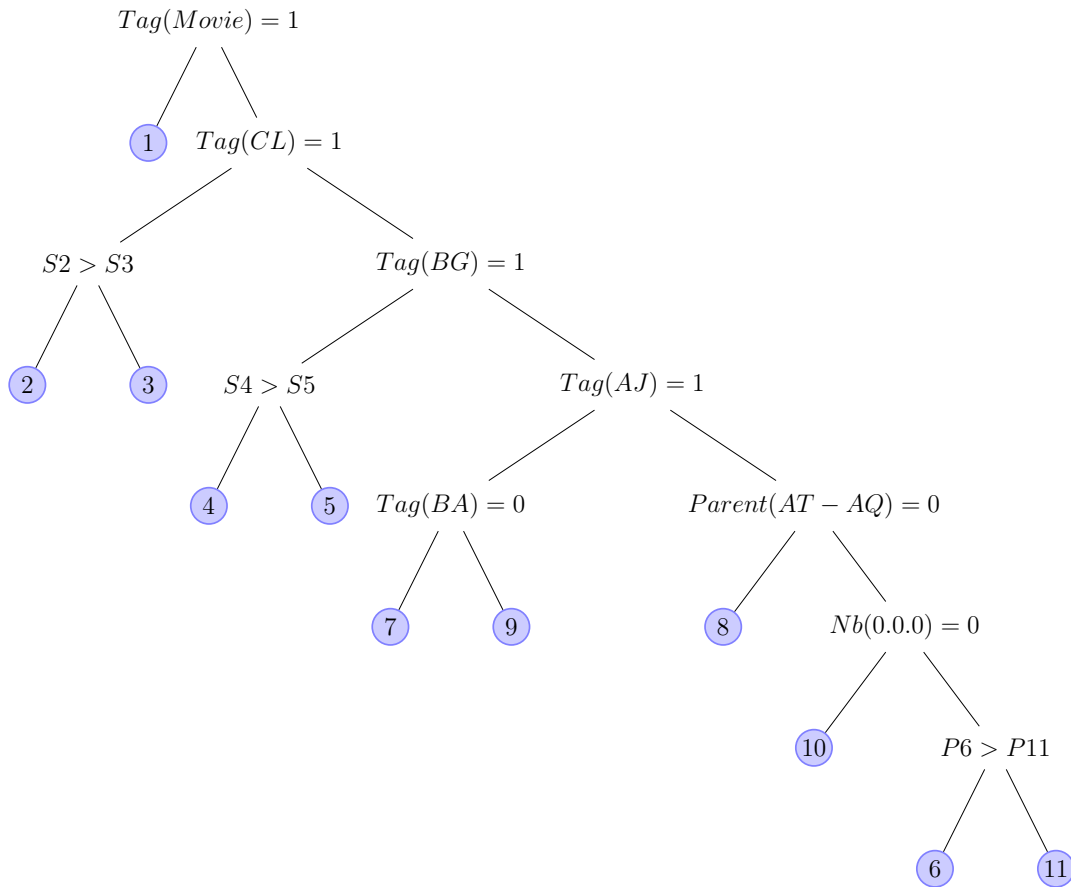 Tag(Movie) = 1
1
Tag(CL) = 1
S2 > S3
Tag(BG) = 1
2
3
S4 > S5
Tag(AJ) = 1
4
5
Tag(BA) = 0
Parent(AT − AQ) = 0
7
9
8
Nb(0.0.0) = 0
10
P6 > P11
6
11